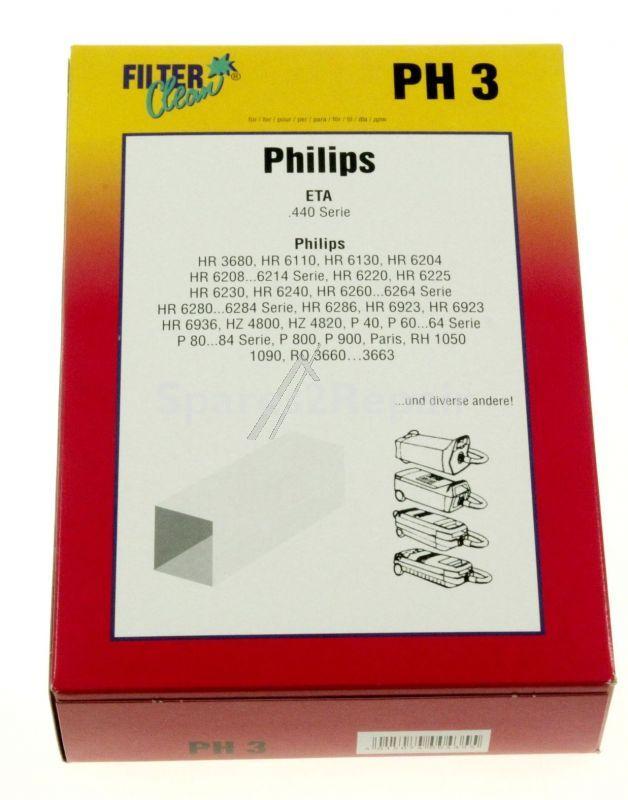 FILTER
Clean®
PH 3
für / for / pour / per / para / för / til / dla / для
Philips
ETA
.440 Serie
Philips
HR 3680, HR 6110, HR 6130, HR 6204
HR 6208...6214 Serie, HR 6220, HR 6225
HR 6230, HR 6240, HR 6260...6264 Serie
HR 6280...6284 Serie, HR 6286, HR 6923, HR 6923
HR 6936, HZ 4800, HZ 4820, P 40, P 60...64 Serie
P 80...84 Serie, P 800, P 900, Paris, RH 1050
1090, RO 3660...3663
...und diverse andere!
PH 3